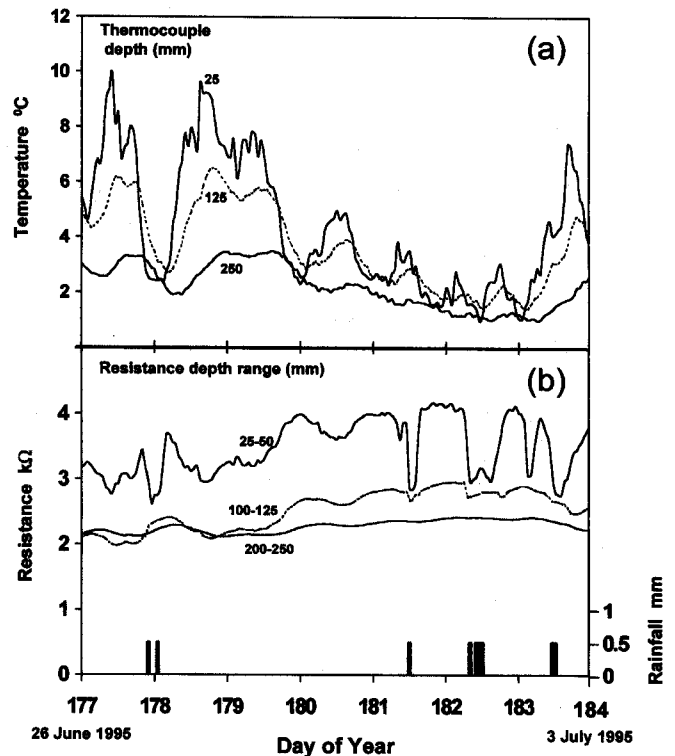 12
Thermocouple
depth (mm)
(a)
10
25
8
6
125
4
250
2
Temperature ⁰C
Resistance depth range (mm)
(b)
4
25-50
3
100-125
2
200-250
1
0
Resistance kΩ
1
0.5
0
Rainfall mm
177 178 179 180 181 182 183 184
26 June 1995 3 July 1995
Day of Year